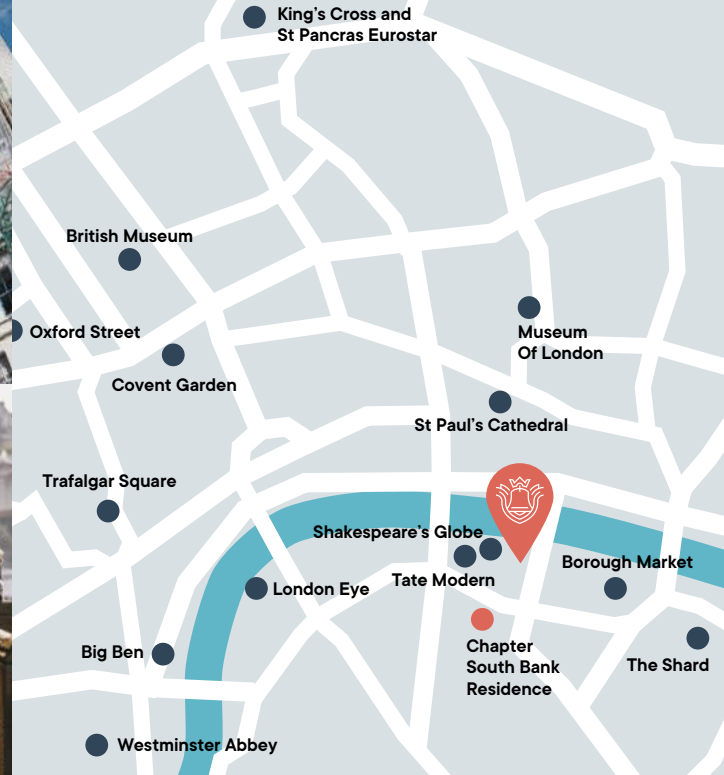 King's Cross and
St Pancras Eurostar
British Museum
Oxford Street
Museum
Of London
Covent Garden
St Paul's Cathedral
Trafalgar Square
Shakespeare's Globe
Borough Market
Tate Modern
London Eye
Chapter
South Bank
Residence
Big Ben
The Shard
Westminster Abbey